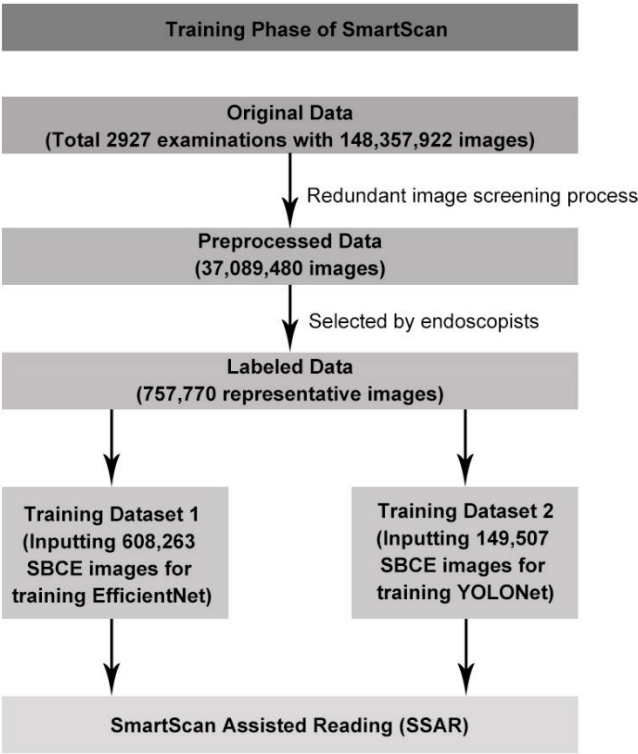 Training Phase of SmartScan
Original Data
(Total 2927 examinations with 148,357,922 images)
Redundant image screening process
Preprocessed Data
(37,089,480 images)
Selected by endoscopists
Labeled Data
(757,770 representative images)
Training Dataset 1
(Inputting 608,263
SBCE images for
training EfficientNet)
Training Dataset 2
(Inputting 149,507
SBCE images for
training YOLONet)
SmartScan Assisted Reading (SSAR)